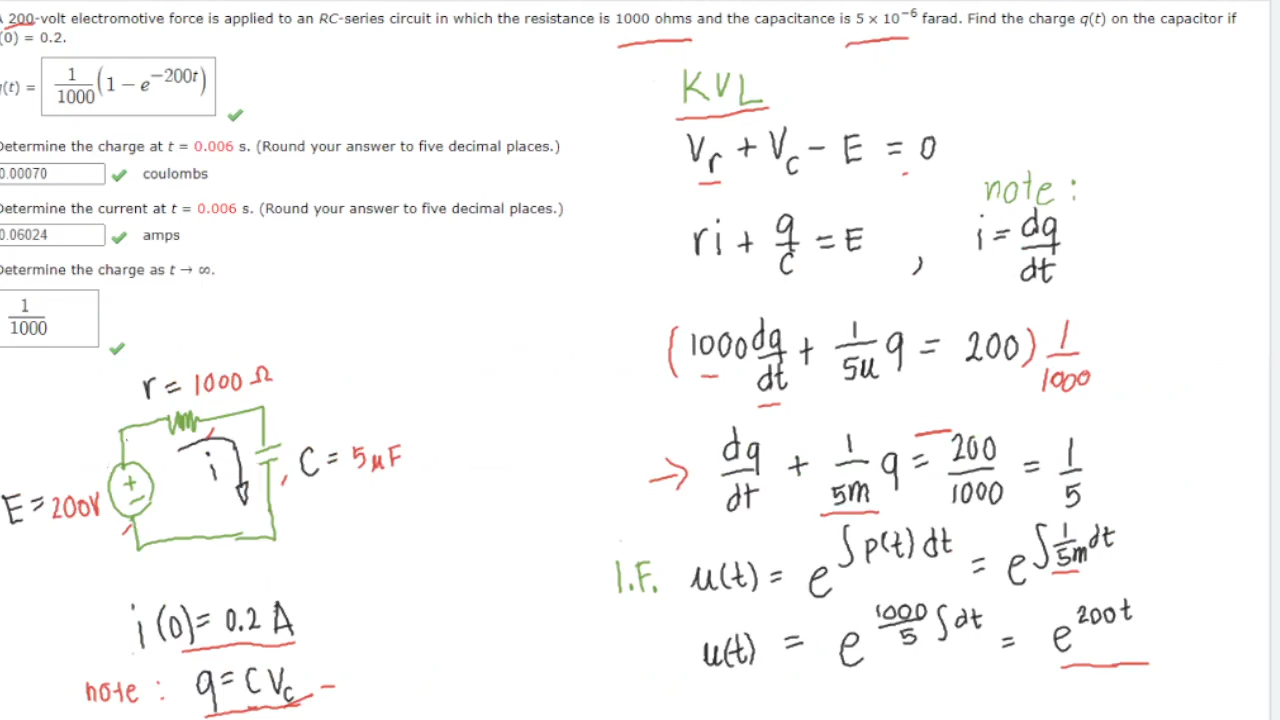 200-volt electromotive force is applied to an RC-series circuit in which the resistance is 1000 ohms and the capacitance is 5 × 10⁻⁶ farad. Find the charge q(t) on the capacitor if
(0) = 0.2.
(t) = 1/1000 (1 − e^−200t)
Determine the charge at t = 0.006 s. (Round your answer to five decimal places.)
0.00070 coulombs
Determine the current at t = 0.006 s. (Round your answer to five decimal places.)
0.06024 amps
Determine the charge as t → ∞.
1/1000
r = 1000 Ω
E = 200V
+
−
i
C = 5μF
i(0) = 0.2 A
note : q = C Vc
KVL
Vr + Vc − E = 0
note :
ri + q/c = E , i = dq/dt
(1000 dq/dt + 1/5u q = 200) 1/1000
→ dq/dt + 1/5m q = 200/1000 = 1/5
I.F. u(t) = e^∫p(t)dt = e^∫1/5m dt
u(t) = e^1000/5 ∫dt = e^200t